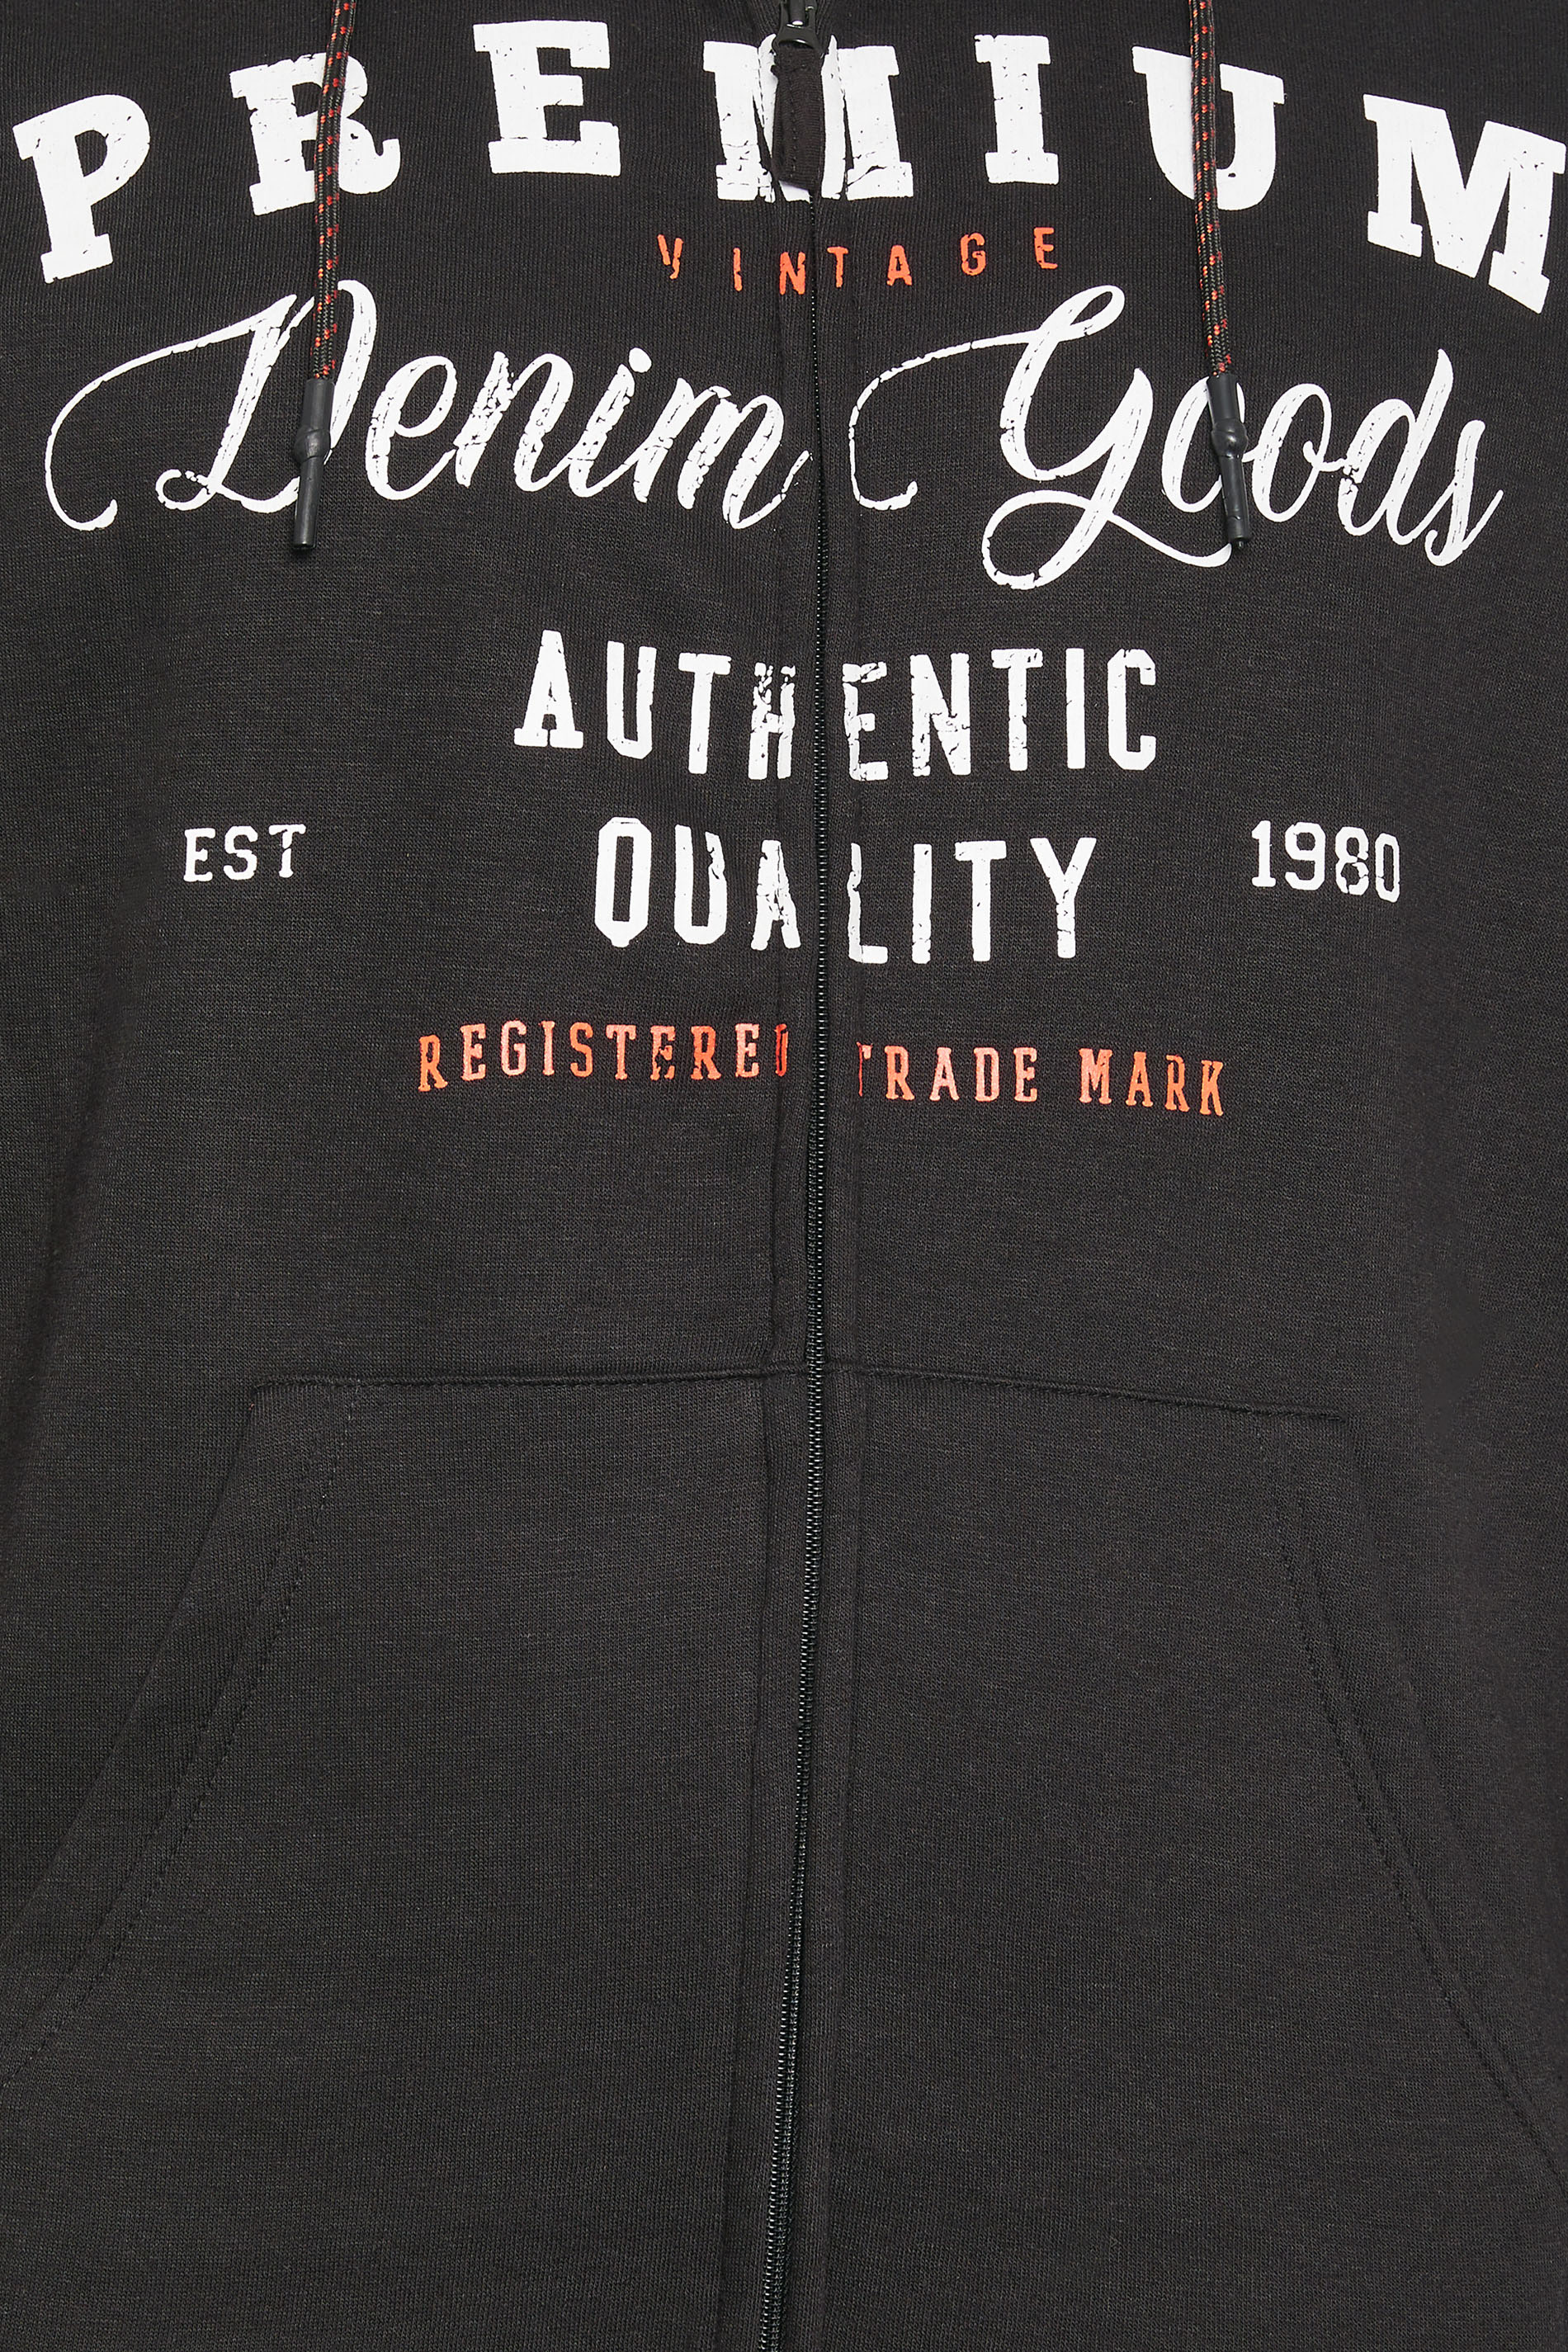 PREMIUM
VINTAGE
Denim Goods
AUTHENTIC
EST QUALITY 1980
REGISTERED TRADE MARK